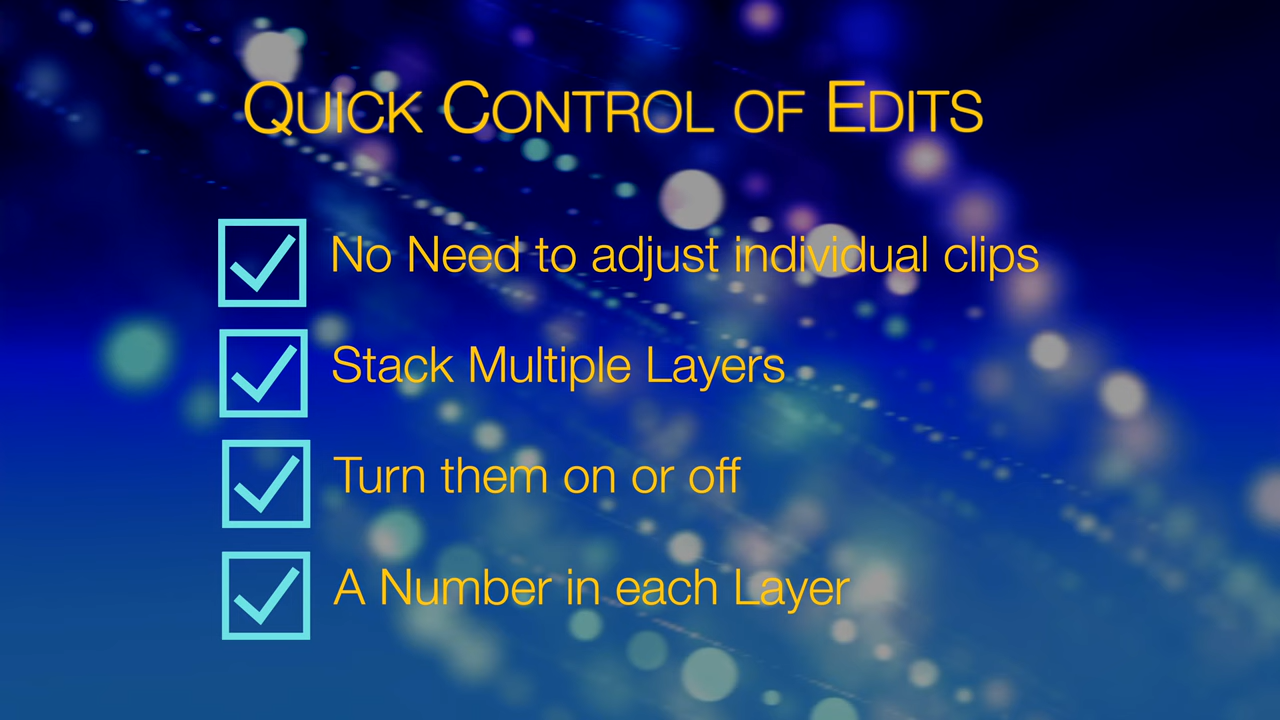 Quick Control of Edits
No Need to adjust individual clips
Stack Multiple Layers
Turn them on or off
A Number in each Layer